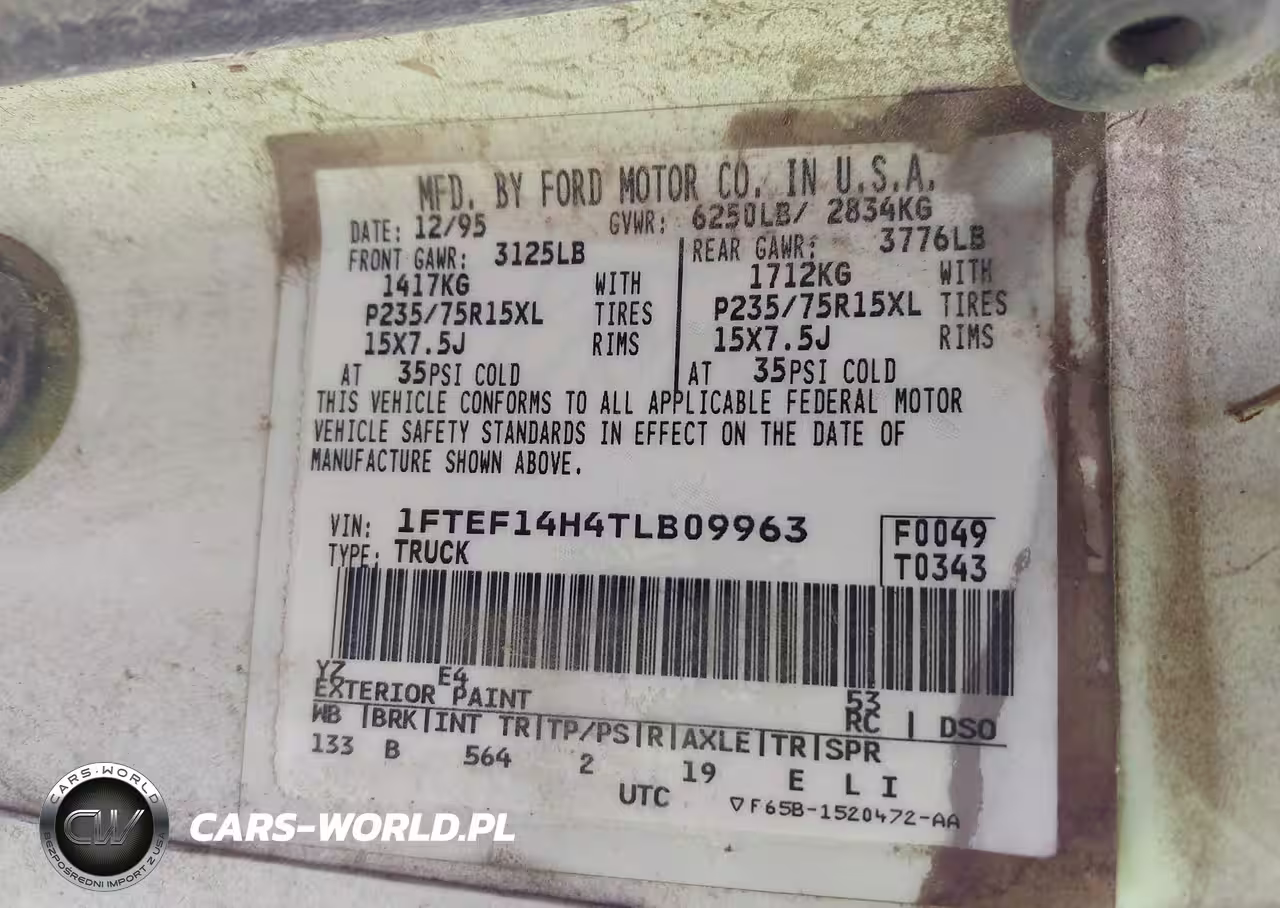 MFD. BY FORD MOTOR CO. IN U.S.A.
DATE: 12/95 GVWR: 6250LB/ 2834KG
FRONT GAWR: 3125LB REAR GAWR: 3776LB
1417KG WITH 1712KG WITH
P235/75R15XL TIRES P235/75R15XL TIRES
15X7.5J RIMS 15X7.5J RIMS
AT 35PSI COLD AT 35PSI COLD
THIS VEHICLE CONFORMS TO ALL APPLICABLE FEDERAL MOTOR
VEHICLE SAFETY STANDARDS IN EFFECT ON THE DATE OF
MANUFACTURE SHOWN ABOVE.
VIN: 1FTEF14H4TLB09963 F0049
TYPE: TRUCK T0343
YZ E4 53
EXTERIOR PAINT RC | DSO
WB |BRK|INT TR|TP/PS|R|AXLE|TR|SPR
133 B 564 2 19 E L I
UTC ▽F65B-1520472-AA
CARS-WORLD
CW
BEZPOŚREDNI IMPORT Z USA
CARS-WORLD.PL